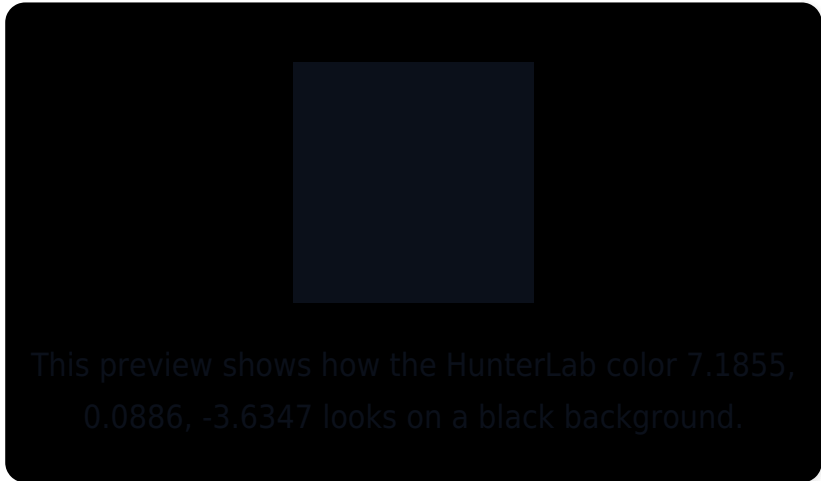 This preview shows how the HunterLab color 7.1855,
0.0886, -3.6347 looks on a black background.